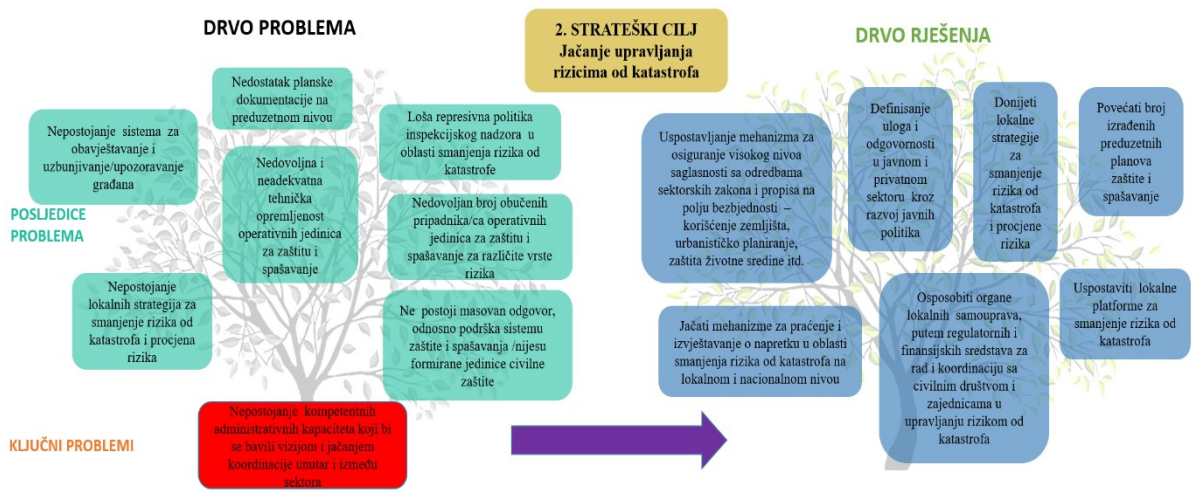 DRVO PROBLEMA
2. STRATEŠKI CILJ
Jačanje upravljanja
rizicima od katastrofa
DRVO RJEŠENJA
Nedostatak planske
dokumentacije na
preduzetnom nivou
Nepostojanje sistema za
obavještavanje i
uzbunjivanje/upozoravanje
građana
Loša represivna politika
inspekcijskog nadzora u
oblasti smanjenja rizika od
katastrofe
Nedovoljna i
neadekvatna
tehnička
opremljenost
operativnih jedinica
za zaštitu i
spašavanje
Nedovoljan broj obučenih
pripadnika/ca operativnih
jedinica za zaštitu i
spašavanje za različite vrste
rizika
POSLJEDICE
PROBLEMA
Nepostojanje
lokalnih strategija za
smanjenje rizika od
katastrofa i procjena
rizika
Ne postoji masovan odgovor,
odnosno podrška sistemu
zaštite i spašavanja /nijesu
formirane jedinice civilne
zaštite
KLJUČNI PROBLEMI
Nepostojanje kompetentnih
administrativnih kapaciteta koji bi
se bavili vizijom i jačanjem
koordinacije unutar i između
sektora
Uspostavljanje mehanizma za
osiguranje visokog nivoa
saglasnosti sa odredbama
sektorskih zakona i propisa na
polju bezbjednosti –
korišćenje zemljišta,
urbanističko planiranje,
zaštita životne sredine itd.
Definisanje
uloga i
odgovornosti
u javnom i
privatnom
sektoru kroz
razvoj javnih
politika
Donijeti
lokalne
strategije
za
smanjenje
rizika od
katastrofa
i procjene
rizika
Povećati broj
izrađenih
preduzetnih
planova
zaštite i
spašavanje
Jačati mehanizme za praćenje i
izvještavanje o napretku u oblasti
smanjenja rizika od katastrofa na
lokalnom i nacionalnom nivou
Osposobiti organe
lokalnih samouprava,
putem regulatornih i
finansijskih sredstava za
rad i koordinaciju sa
civilnim društvom i
zajednicama u
upravljanju rizikom od
katastrofa
Uspostaviti lokalne
platforme za
smanjenje rizika od
katastrofa